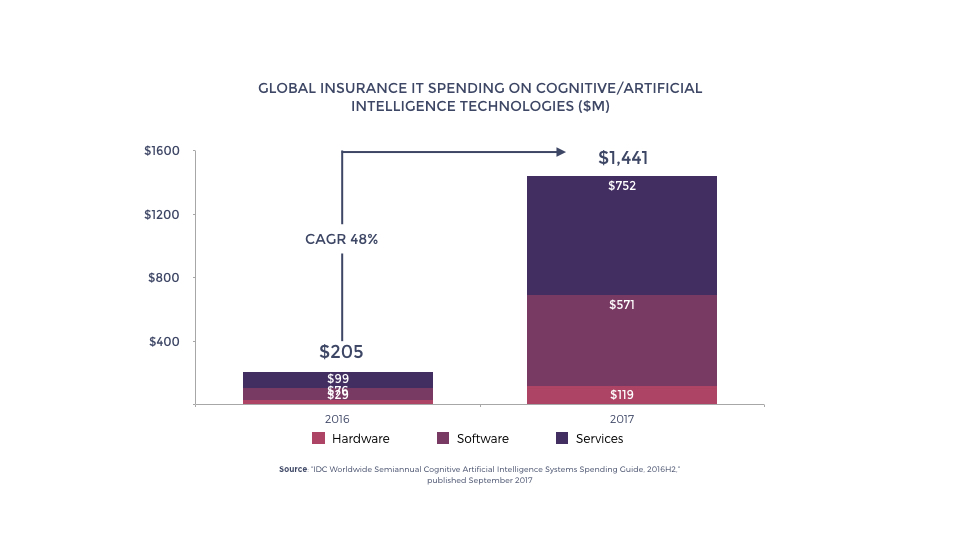 GLOBAL INSURANCE IT SPENDING ON COGNITIVE/ARTIFICIAL
INTELLIGENCE TECHNOLOGIES ($M)
$1600
$1,441
$752
$1200
CAGR 48%
$800
$571
$400
$205
$99
$76
$29
$119
2016
2017
Hardware
Software
Services
Source: "IDC Worldwide Semiannual Cognitive Artificial Intelligence Systems Spending Guide, 2016H2,"
published September 2017